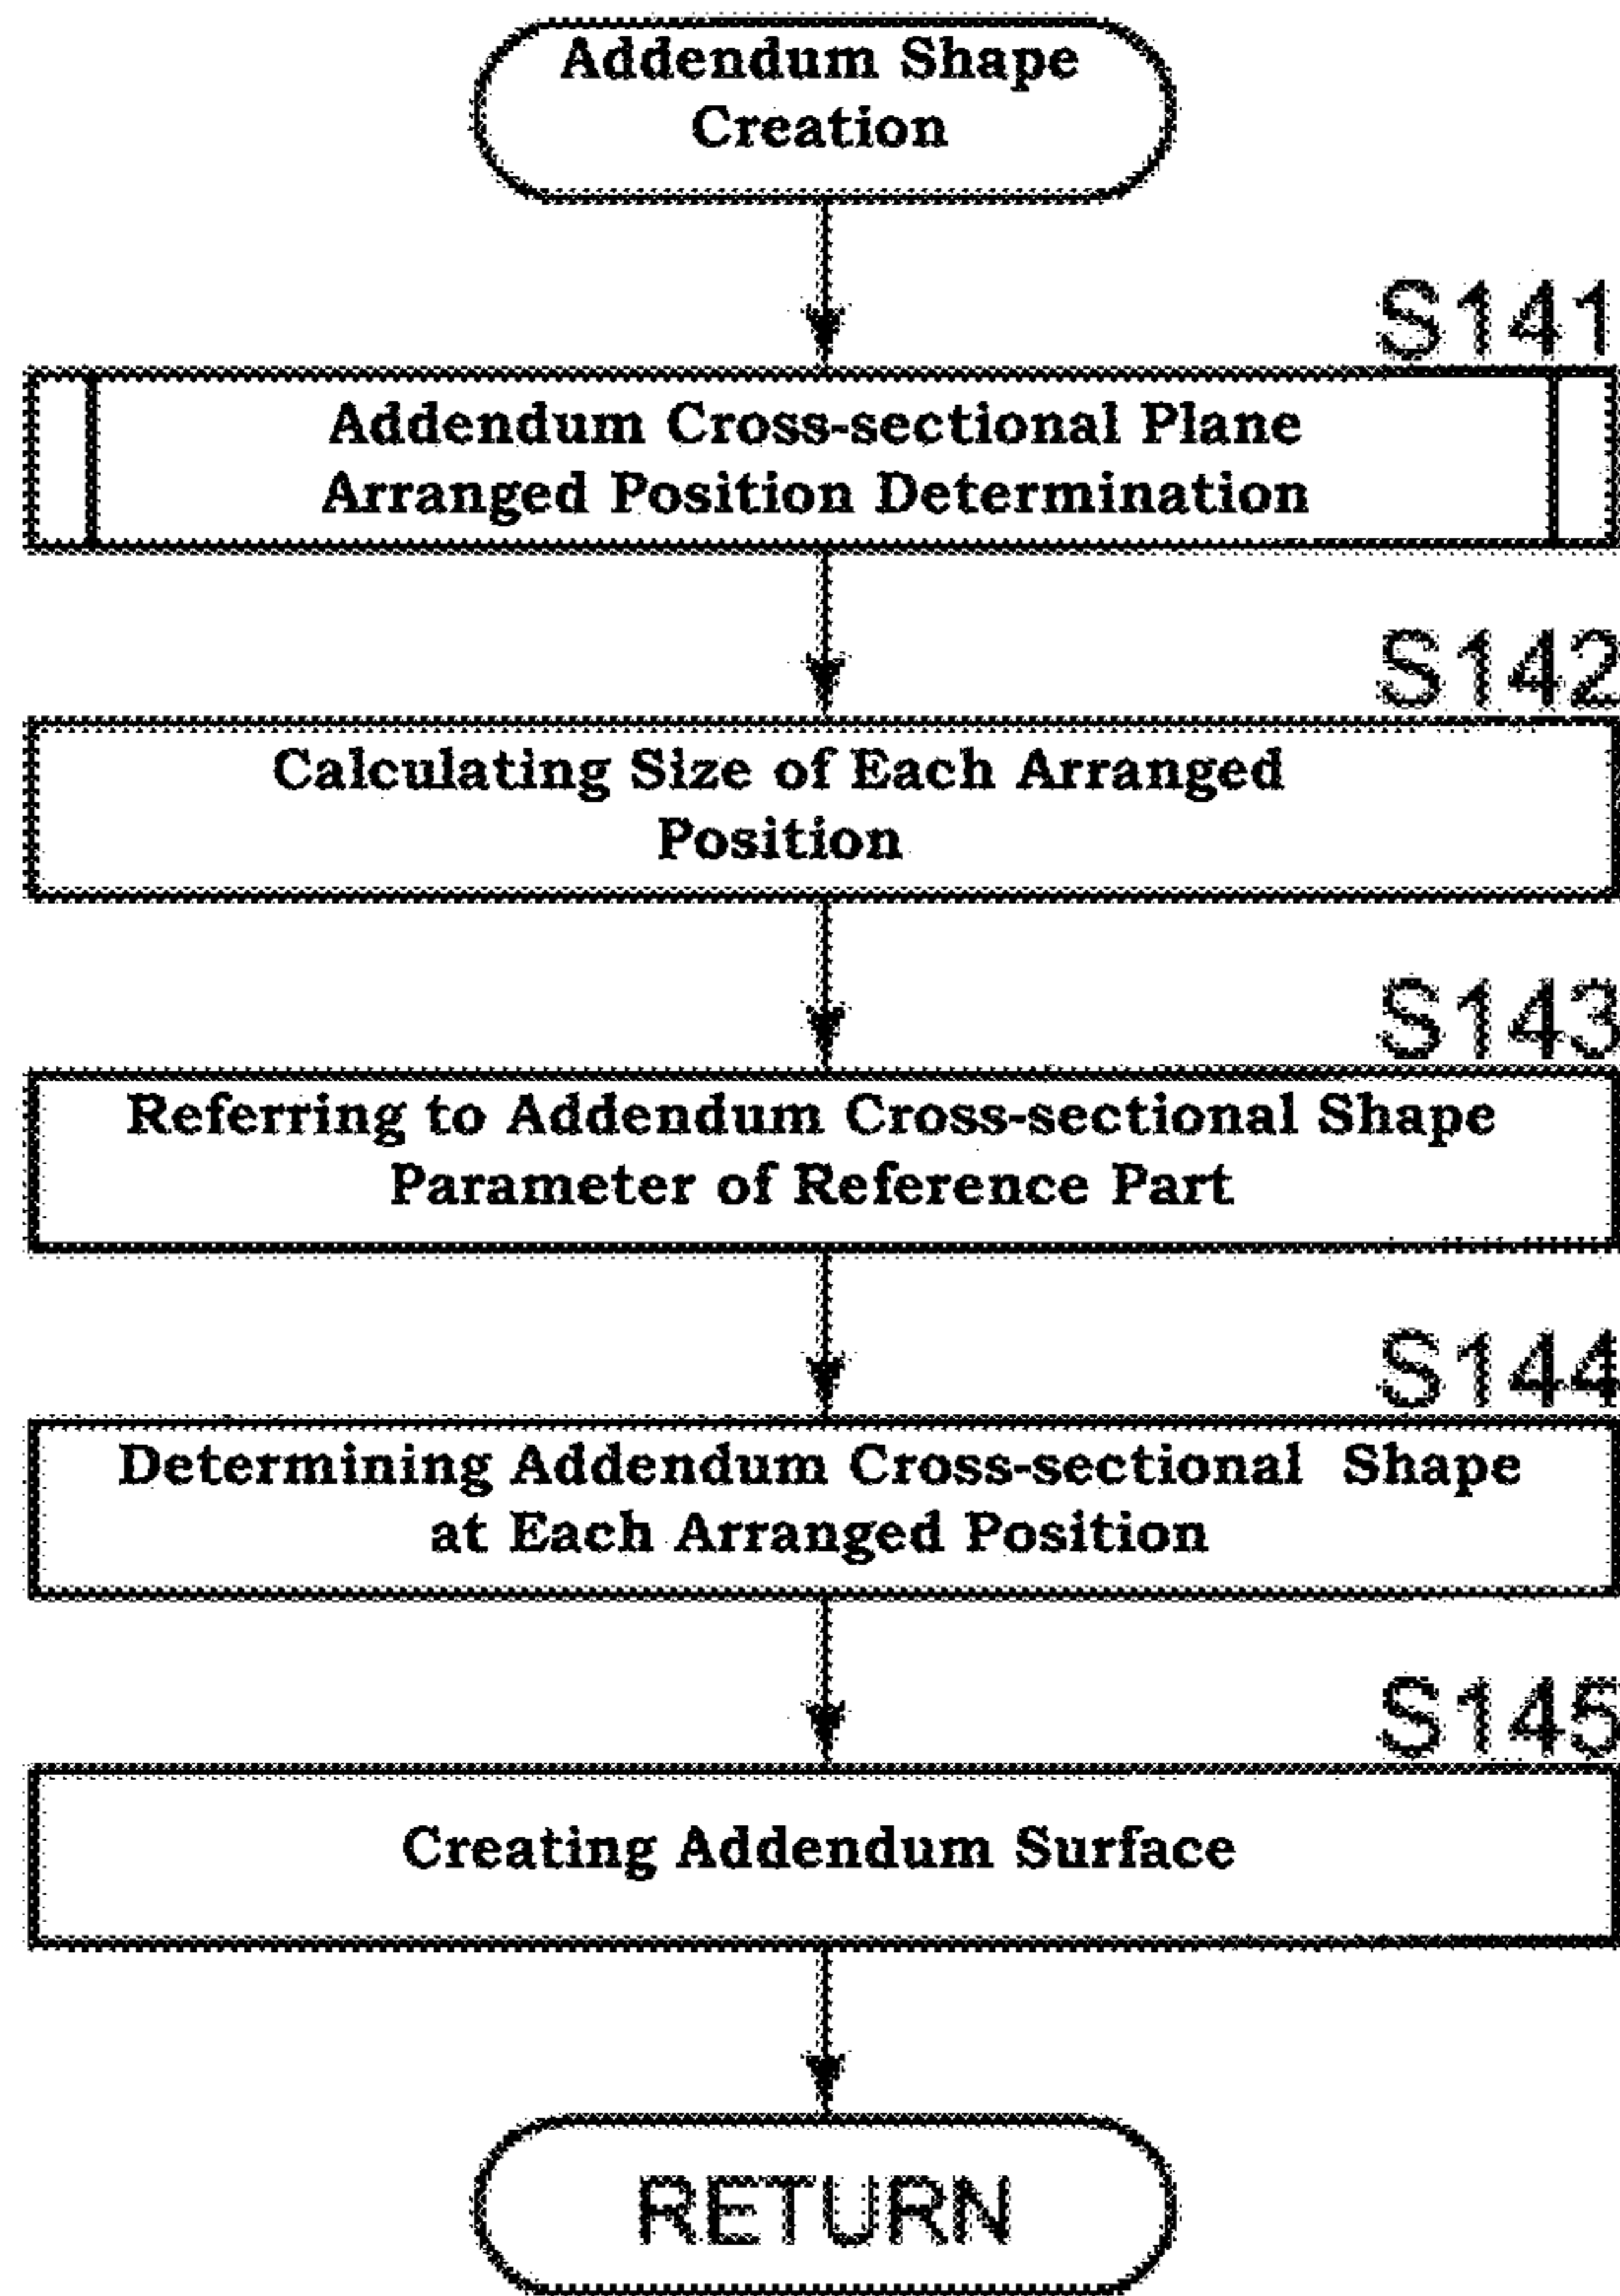 Addendum Shape
Creation
S141
Addendum Cross-sectional Plane
Arranged Position Determination
S142
Calculating Size of Each Arranged
Position
S143
Referring to Addendum Cross-sectional Shape
Parameter of Reference Part
S144
Determining Addendum Cross-sectional Shape
at Each Arranged Position
S145
Creating Addendum Surface
RETURN